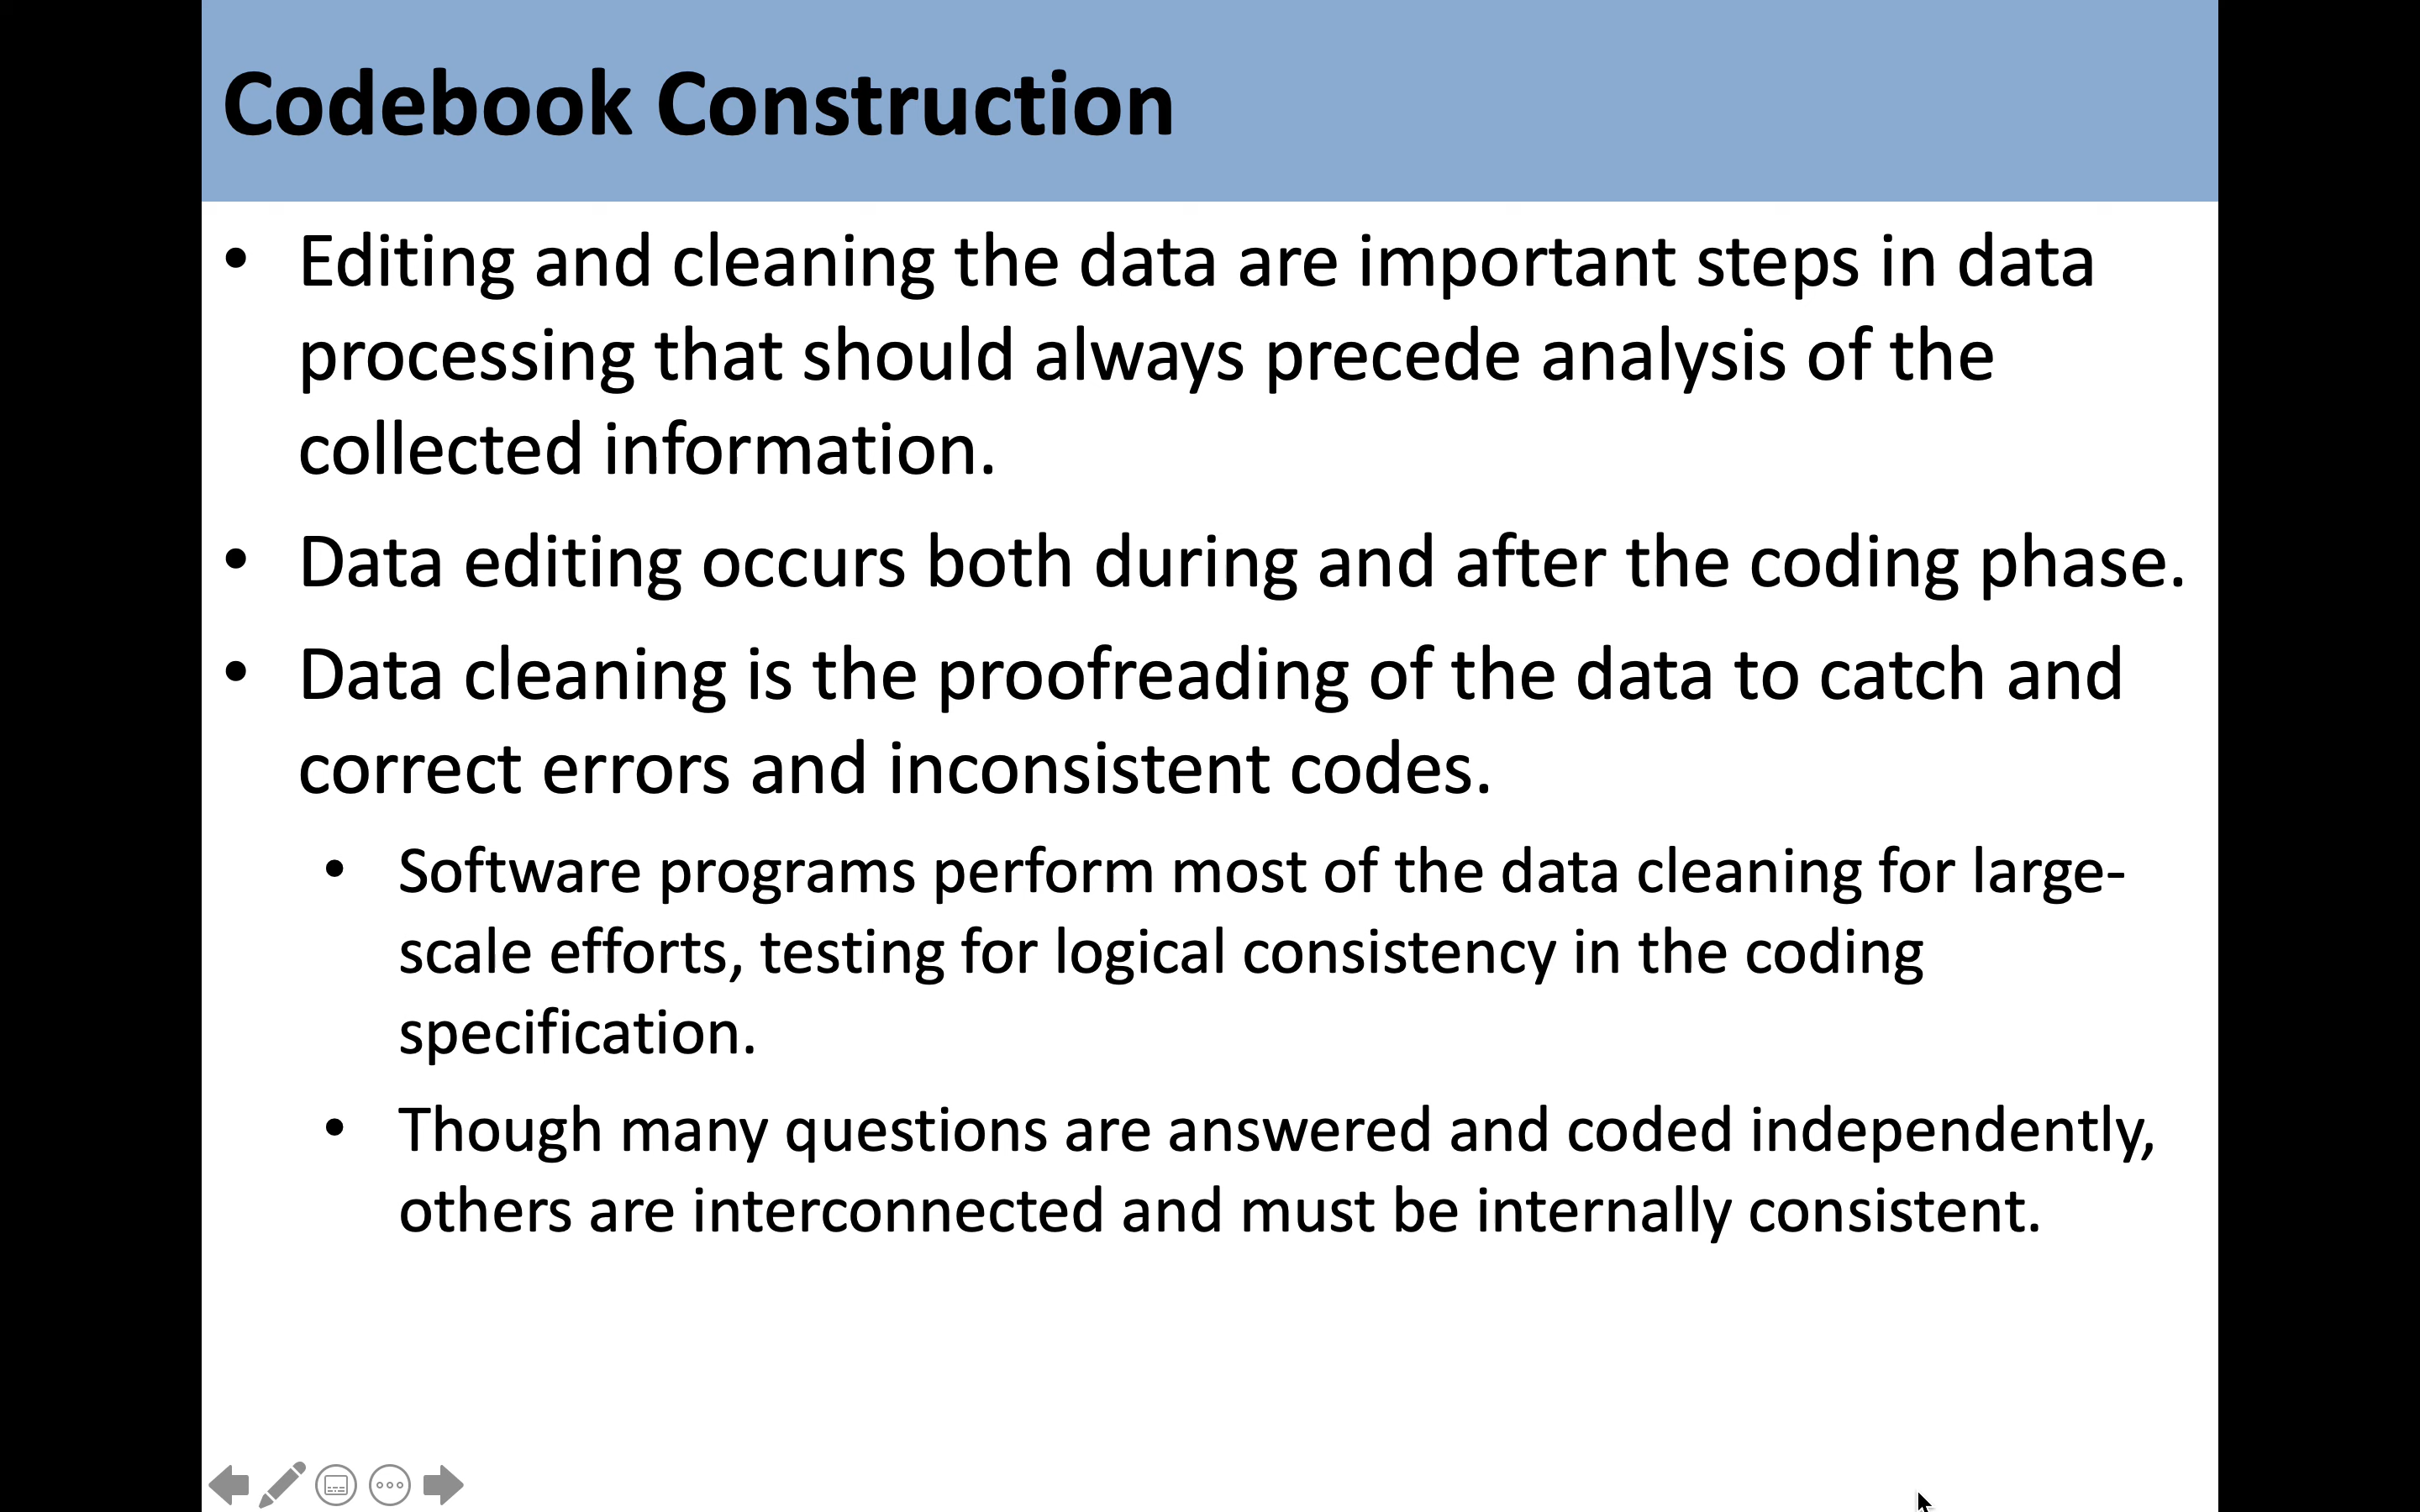 Codebook Construction
• Editing and cleaning the data are important steps in data
processing that should always precede analysis of the
collected information.
• Data editing occurs both during and after the coding phase.
• Data cleaning is the proofreading of the data to catch and
correct errors and inconsistent codes.
• Software programs perform most of the data cleaning for large-
scale efforts, testing for logical consistency in the coding
specification.
• Though many questions are answered and coded independently,
others are interconnected and must be internally consistent.